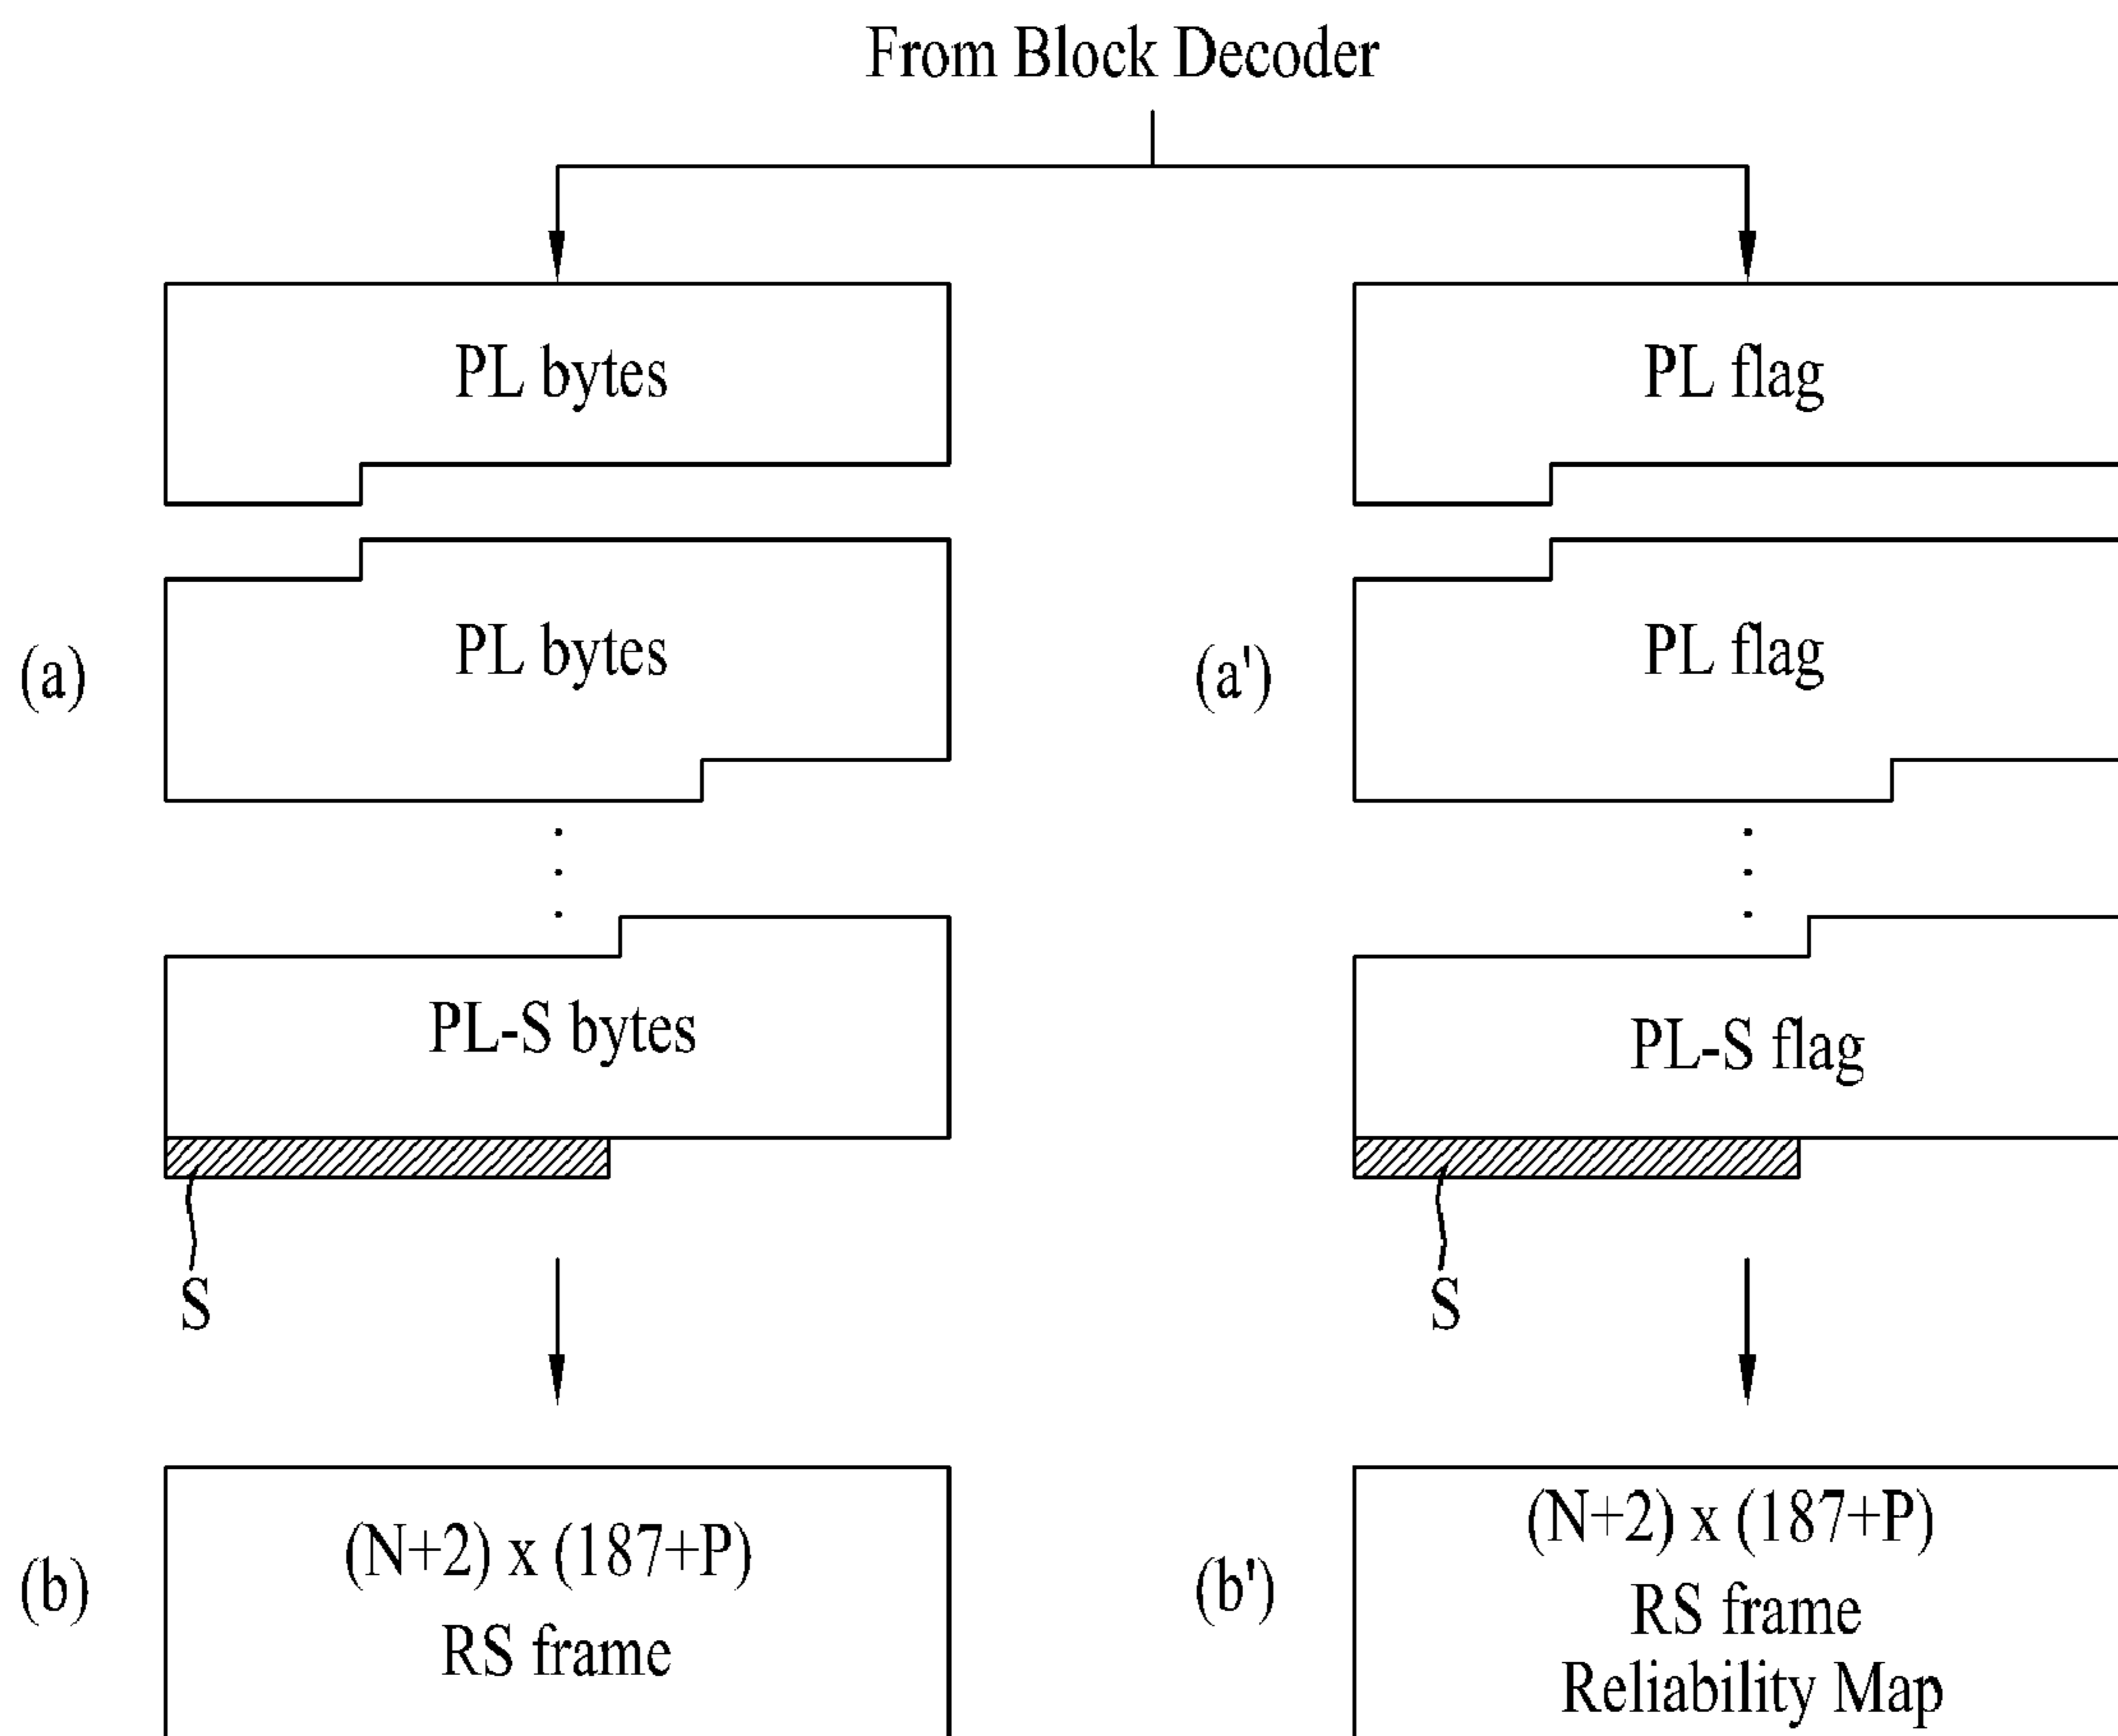 From Block Decoder
PL bytes
PL flag
(a)
PL bytes
(a')
PL flag
PL-S bytes
PL-S flag
S
S
(b)
(N+2) x (187+P)
RS frame
(b')
(N+2) x (187+P)
RS frame
Reliability Map